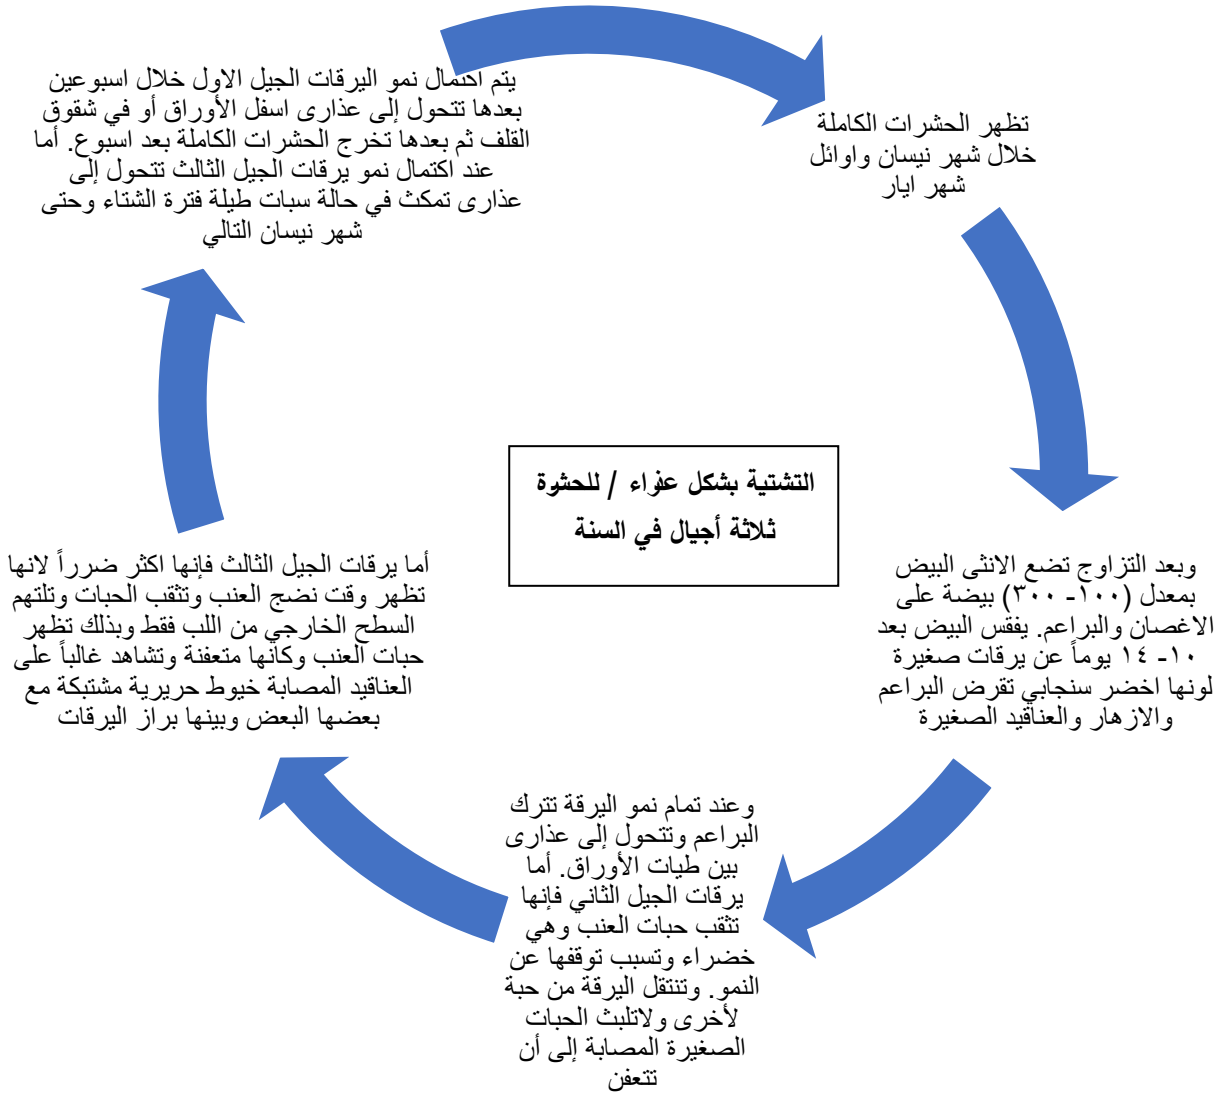 تظهر الحشرات الكاملة
خلال شهر نيسان واوائل
شهر ايار
وبعد التزاوج تضع الانثى البيض
بمعدل (١٠٠- ٣٠٠) بيضة على
الاغصان والبراعم. يفقس البيض بعد
١٠- ١٤ يوماً عن يرقات صغيرة
لونها اخضر سنجابي تقرض البراعم
والازهار والعناقيد الصغيرة
وعند تمام نمو اليرقة تترك
البراعم وتتحول إلى عذارى
بين طيات الأوراق. أما
يرقات الجيل الثاني فإنها
تثقب حبات العنب وهي
خضراء وتسبب توقفها عن
النمو. وتنتقل اليرقة من حبة
لأخرى ولاتلبث الحبات
الصغيرة المصابة إلى أن
تتعفن
أما يرقات الجيل الثالث فإنها اكثر ضرراً لانها
تظهر وقت نضج العنب وتثقب الحبات وتلتهم
السطح الخارجي من اللب فقط وبذلك تظهر
حبات العنب وكانها متعفنة وتشاهد غالباً على
العناقيد المصابة خيوط حريرية مشتبكة مع
بعضها البعض وبينها براز اليرقات
يتم اكتمال نمو اليرقات الجيل الاول خلال اسبوعين
بعدها تتحول إلى عذارى اسفل الأوراق أو في شقوق
القلف ثم بعدها تخرج الحشرات الكاملة بعد اسبوع. أما
عند اكتمال نمو يرقات الجيل الثالث تتحول إلى
عذارى تمكث في حالة سبات طيلة فترة الشتاء وحتى
شهر نيسان التالي
التشتية بشكل عذراء / للحشرة
ثلاثة أجيال في السنة